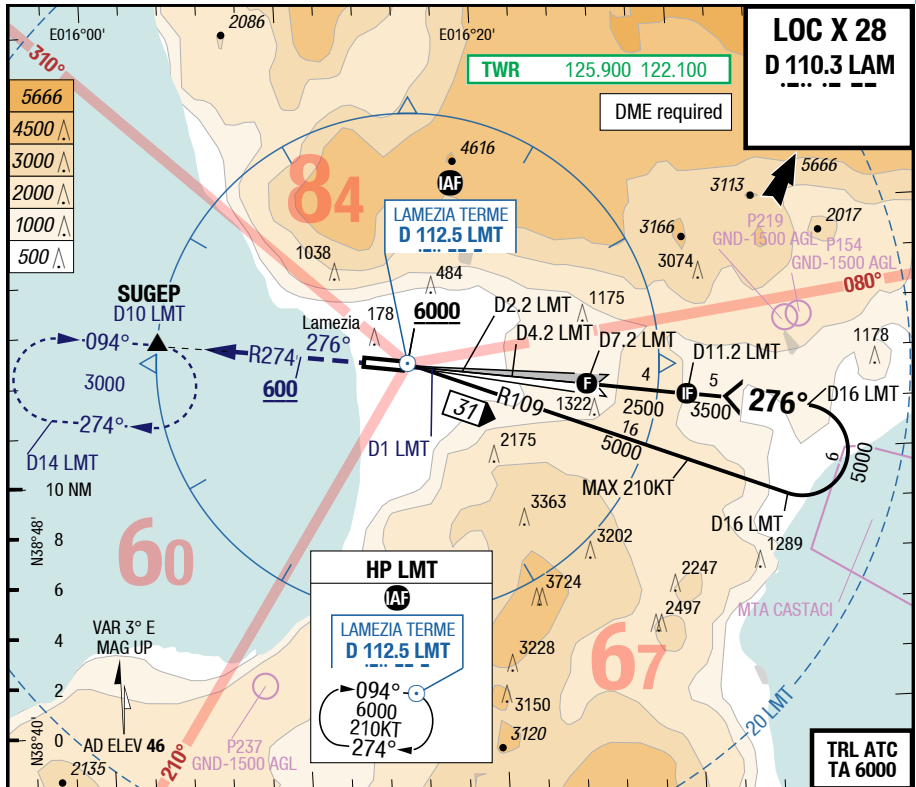 LOC X 28
D 110.3 LAM
E016°00'
2086
E016°20'
TWR 125.900 122.100
DME required
310°
5666
4500
3000
2000
1000
500
4616
IAF
84
LAMEZIA TERME
D 112.5 LMT
5666
3113
3166
2017
3074
P219
GND-1500 AGL
P154
GND-1500 AGL
080°
1038
484
SUGEP
D10 LMT
178
Lamezia
6000
D2.2 LMT
1175
D4.2 LMT
D7.2 LMT
D11.2 LMT
1178
094°
3000
274°
D14 LMT
R274
276°
600
F
4
IF
5
276°
D16 LMT
1322
2500
3500
R109
31
16
5000
D1 LMT
2175
MAX 210KT
6
5000
D16 LMT
10 NM
N38°48'
8
6
4
2
0
N38°40'
60
3363
3202
1289
3724
2247
2497
MTA CASTACI
67
3228
3150
3120
HP LMT
IAF
LAMEZIA TERME
D 112.5 LMT
094°
6000
210KT
274°
VAR 3° E
MAG UP
AD ELEV 46
P237
GND-1500 AGL
2135
210°
20 LMT
TRL ATC
TA 6000